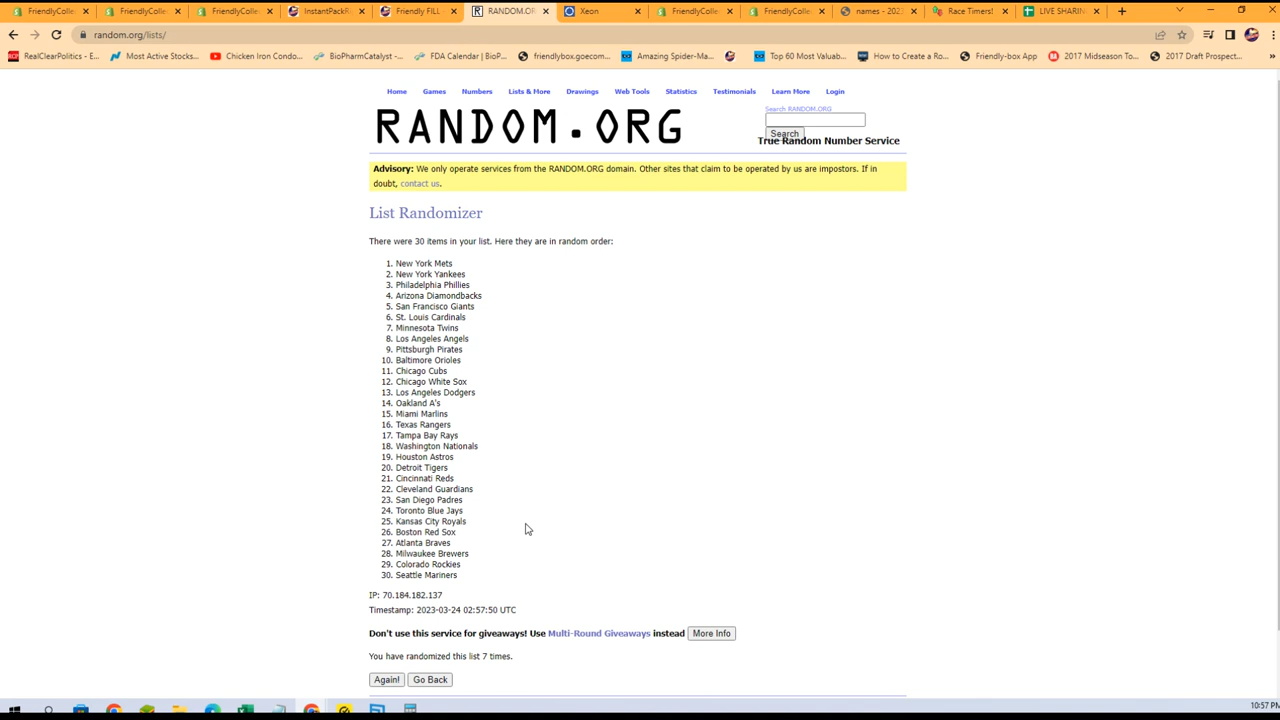 FriendlyColle
FriendlyColle
FriendlyColle
InstantPackR
Friendly FILL
RANDOM.OR
Xeon
FriendlyColle
FriendlyColle
names - 2023
Race Timers!
LIVE SHARIN
random.org/lists/
RealClearPolitics - E...
Most Active Stocks...
Chicken Iron Condo...
BioPharmCatalyst -...
FDA Calendar | BioP...
friendlybox.goecom...
Amazing Spider-Ma...
Top 60 Most Valuab...
How to Create a Ro...
Friendly-box App
2017 Midseason To...
2017 Draft Prospect...
Home Games Numbers Lists & More Drawings Web Tools Statistics Testimonials Learn More Login
Search RANDOM.ORG
RANDOM.ORG
Search
True Random Number Service
Advisory: We only operate services from the RANDOM.ORG domain. Other sites that claim to be operated by us are impostors. If in
doubt, contact us.
List Randomizer
There were 30 items in your list. Here they are in random order:
1. New York Mets
2. New York Yankees
3. Philadelphia Phillies
4. Arizona Diamondbacks
5. San Francisco Giants
6. St. Louis Cardinals
7. Minnesota Twins
8. Los Angeles Angels
9. Pittsburgh Pirates
10. Baltimore Orioles
11. Chicago Cubs
12. Chicago White Sox
13. Los Angeles Dodgers
14. Oakland A's
15. Miami Marlins
16. Texas Rangers
17. Tampa Bay Rays
18. Washington Nationals
19. Houston Astros
20. Detroit Tigers
21. Cincinnati Reds
22. Cleveland Guardians
23. San Diego Padres
24. Toronto Blue Jays
25. Kansas City Royals
26. Boston Red Sox
27. Atlanta Braves
28. Milwaukee Brewers
29. Colorado Rockies
30. Seattle Mariners
IP: 70.184.182.137
Timestamp: 2023-03-24 02:57:50 UTC
Don't use this service for giveaways! Use Multi-Round Giveaways instead More Info
You have randomized this list 7 times.
Again! Go Back
10:57 P